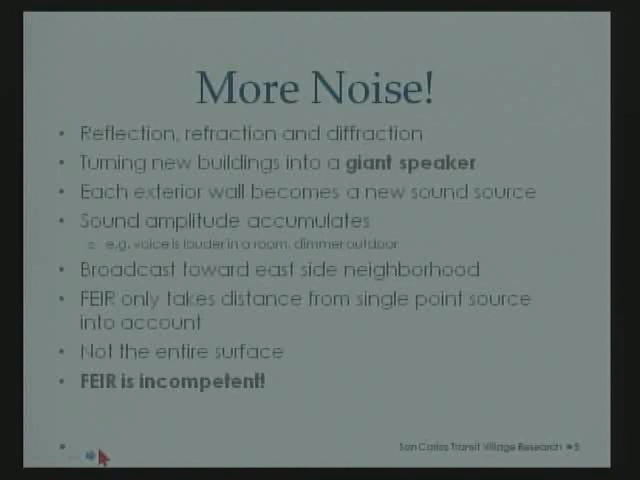 More Noise!
• Reflection, refraction and diffraction
• Turning new buildings into a giant speaker
• Each exterior wall becomes a new sound source
• Sound amplitude accumulates
o e.g. voice is louder in a room, dimmer outdoor
• Broadcast toward east side neighborhood
• FEIR only takes distance from single point source
into account
• Not the entire surface
• FEIR is incompetent!
San Carlos Transit Village Research • 5